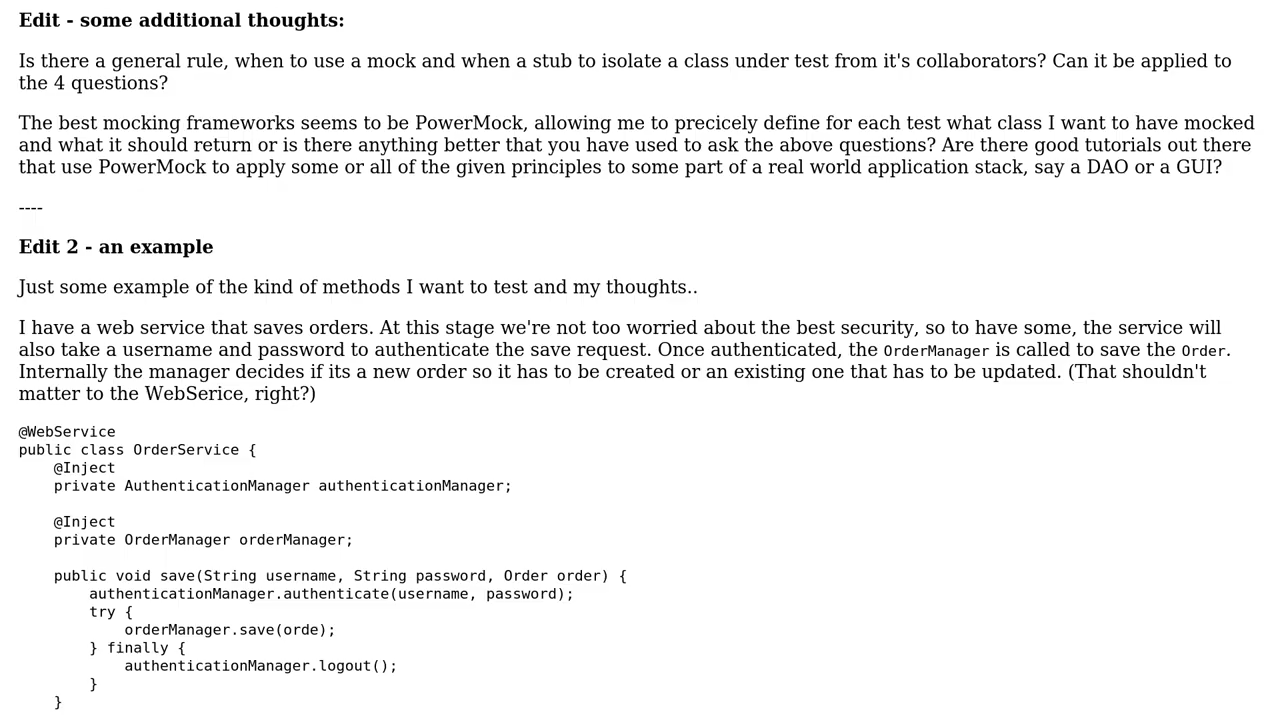 Edit - some additional thoughts:
Is there a general rule, when to use a mock and when a stub to isolate a class under test from it's collaborators? Can it be applied to
the 4 questions?
The best mocking frameworks seems to be PowerMock, allowing me to precicely define for each test what class I want to have mocked
and what it should return or is there anything better that you have used to ask the above questions? Are there good tutorials out there
that use PowerMock to apply some or all of the given principles to some part of a real world application stack, say a DAO or a GUI?
----
Edit 2 - an example
Just some example of the kind of methods I want to test and my thoughts..
I have a web service that saves orders. At this stage we're not too worried about the best security, so to have some, the service will
also take a username and password to authenticate the save request. Once authenticated, the OrderManager is called to save the Order.
Internally the manager decides if its a new order so it has to be created or an existing one that has to be updated. (That shouldn't
matter to the WebSerice, right?)
@WebService
public class OrderService {
    @Inject
    private AuthenticationManager authenticationManager;
    @Inject
    private OrderManager orderManager;
    public void save(String username, String password, Order order) {
        authenticationManager.authenticate(username, password);
        try {
            orderManager.save(orde);
        } finally {
            authenticationManager.logout();
        }
    }